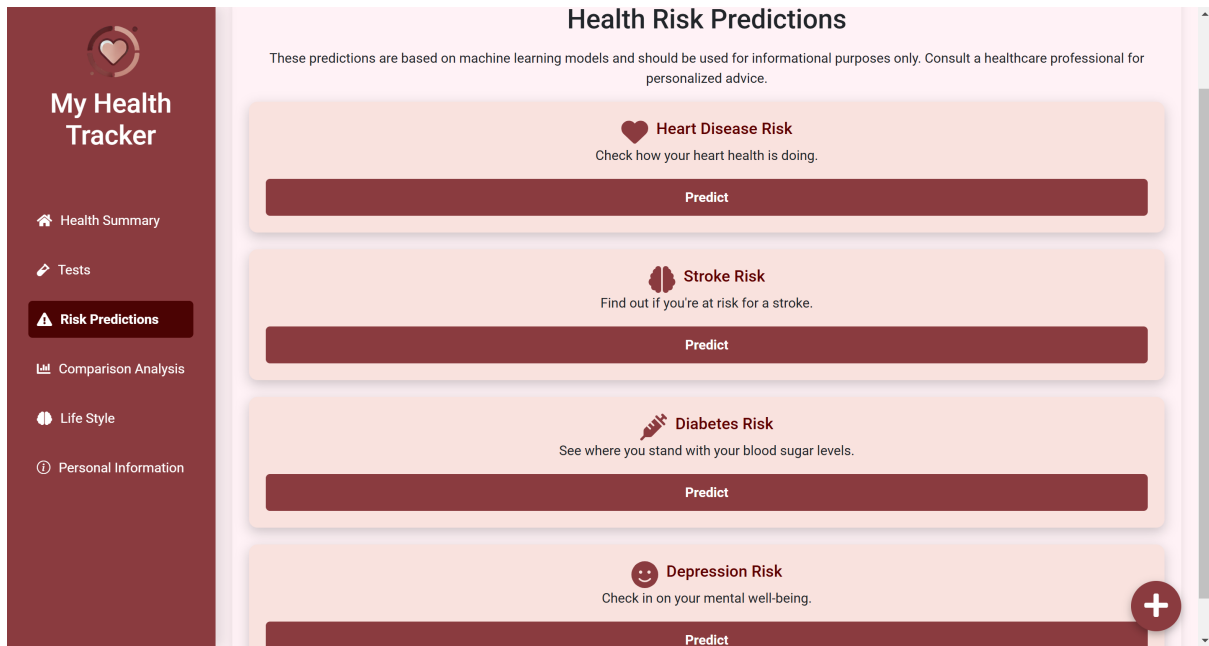 My Health
Tracker
Health Summary
Tests
Risk Predictions
Comparison Analysis
Life Style
Personal Information
Health Risk Predictions
These predictions are based on machine learning models and should be used for informational purposes only. Consult a healthcare professional for
personalized advice.
Heart Disease Risk
Check how your heart health is doing.
Predict
Stroke Risk
Find out if you're at risk for a stroke.
Predict
Diabetes Risk
See where you stand with your blood sugar levels.
Predict
Depression Risk
Check in on your mental well-being.
Predict